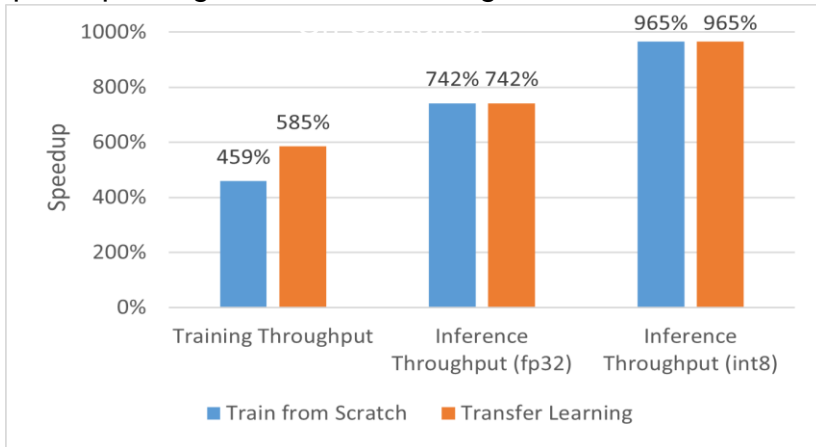 1000%
800%
600%
400%
200%
0%
Speedup
459%
585%
742%
742%
965%
965%
Training Throughput
Inference
Throughput (fp32)
Inference
Throughput (int8)
Train from Scratch
Transfer Learning